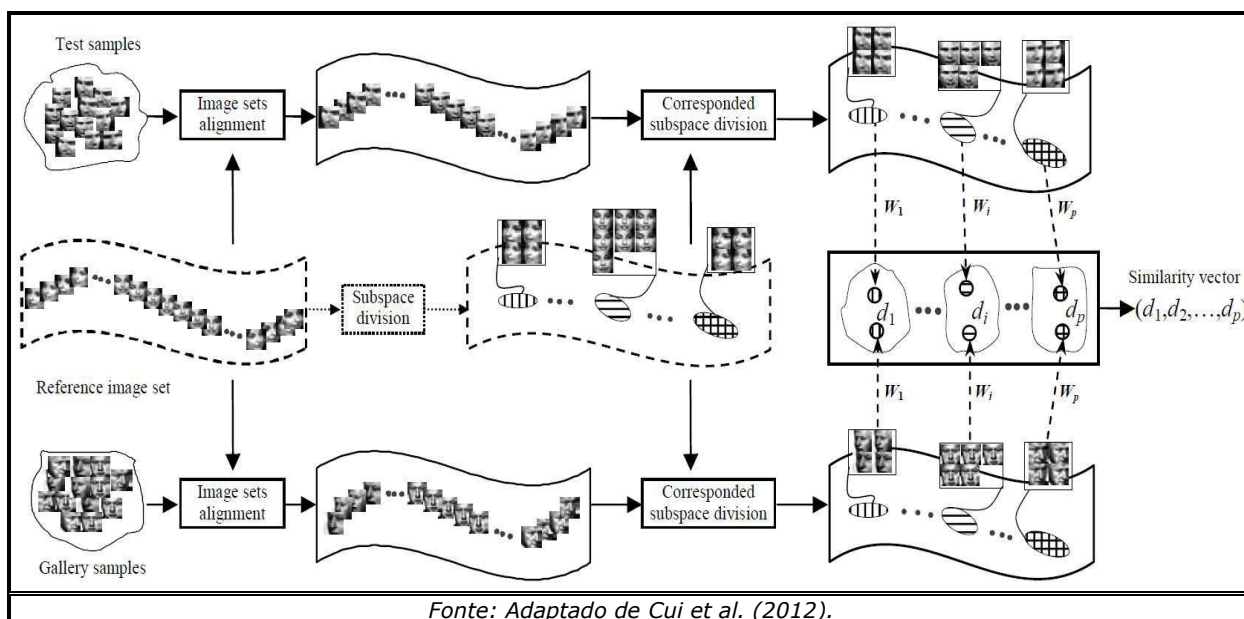 Test samples
Image sets
alignment
Corresponded
subspace division
W1
Wi
Wp
Subspace
division
Reference image set
d1
di
dp
Similarity vector
(d1,d2,...,dp)
W1
Wi
Wp
Image sets
alignment
Corresponded
subspace division
Gallery samples
Fonte: Adaptado de Cui et al. (2012).